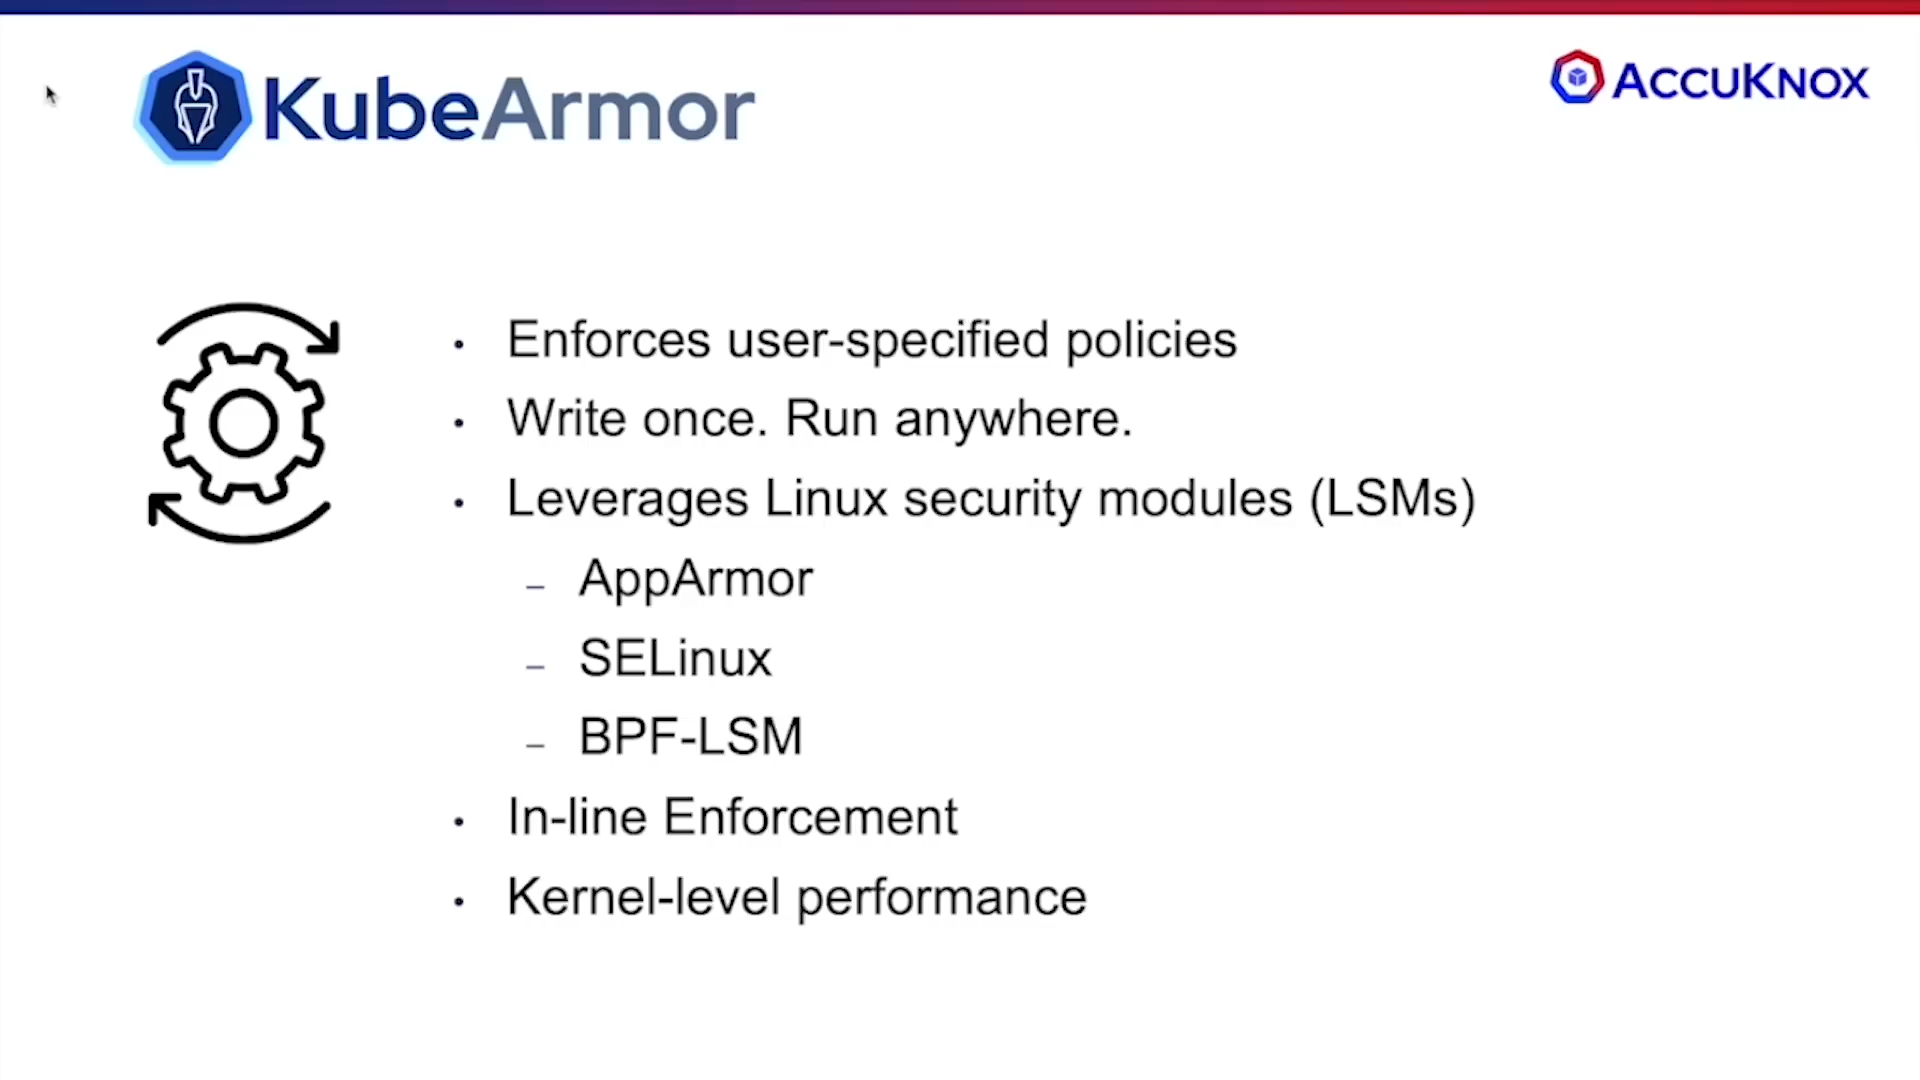 KubeArmor
ACCUKNOX
• Enforces user-specified policies
• Write once. Run anywhere.
• Leverages Linux security modules (LSMs)
– AppArmor
– SELinux
– BPF-LSM
• In-line Enforcement
• Kernel-level performance